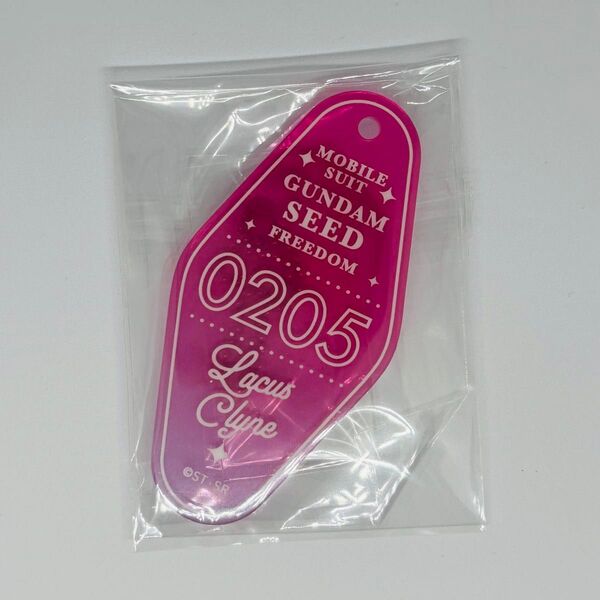 MOBILE
SUIT
GUNDAM
SEED
FREEDOM
0205
Lacus
Clyne
©ST・SR